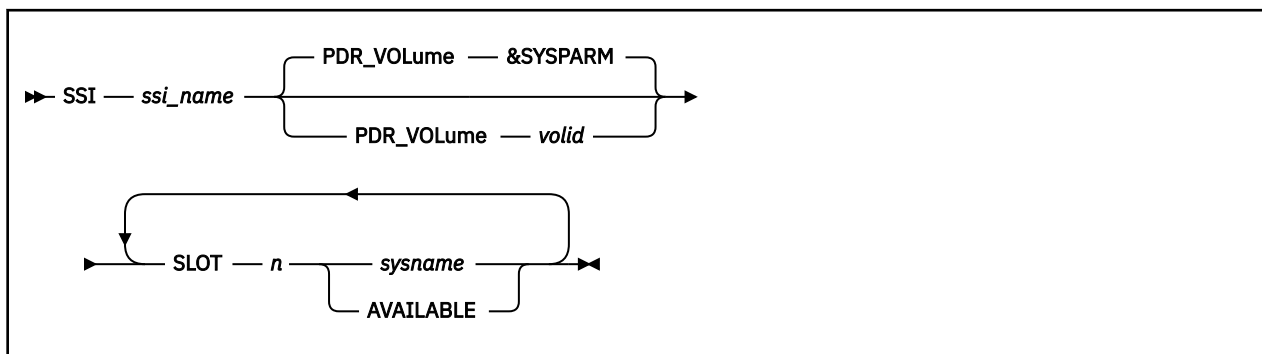 PDR_VOLume &SYSPARM
SSI ssi_name
PDR_VOLume volid
SLOT n sysname
AVAILABLE